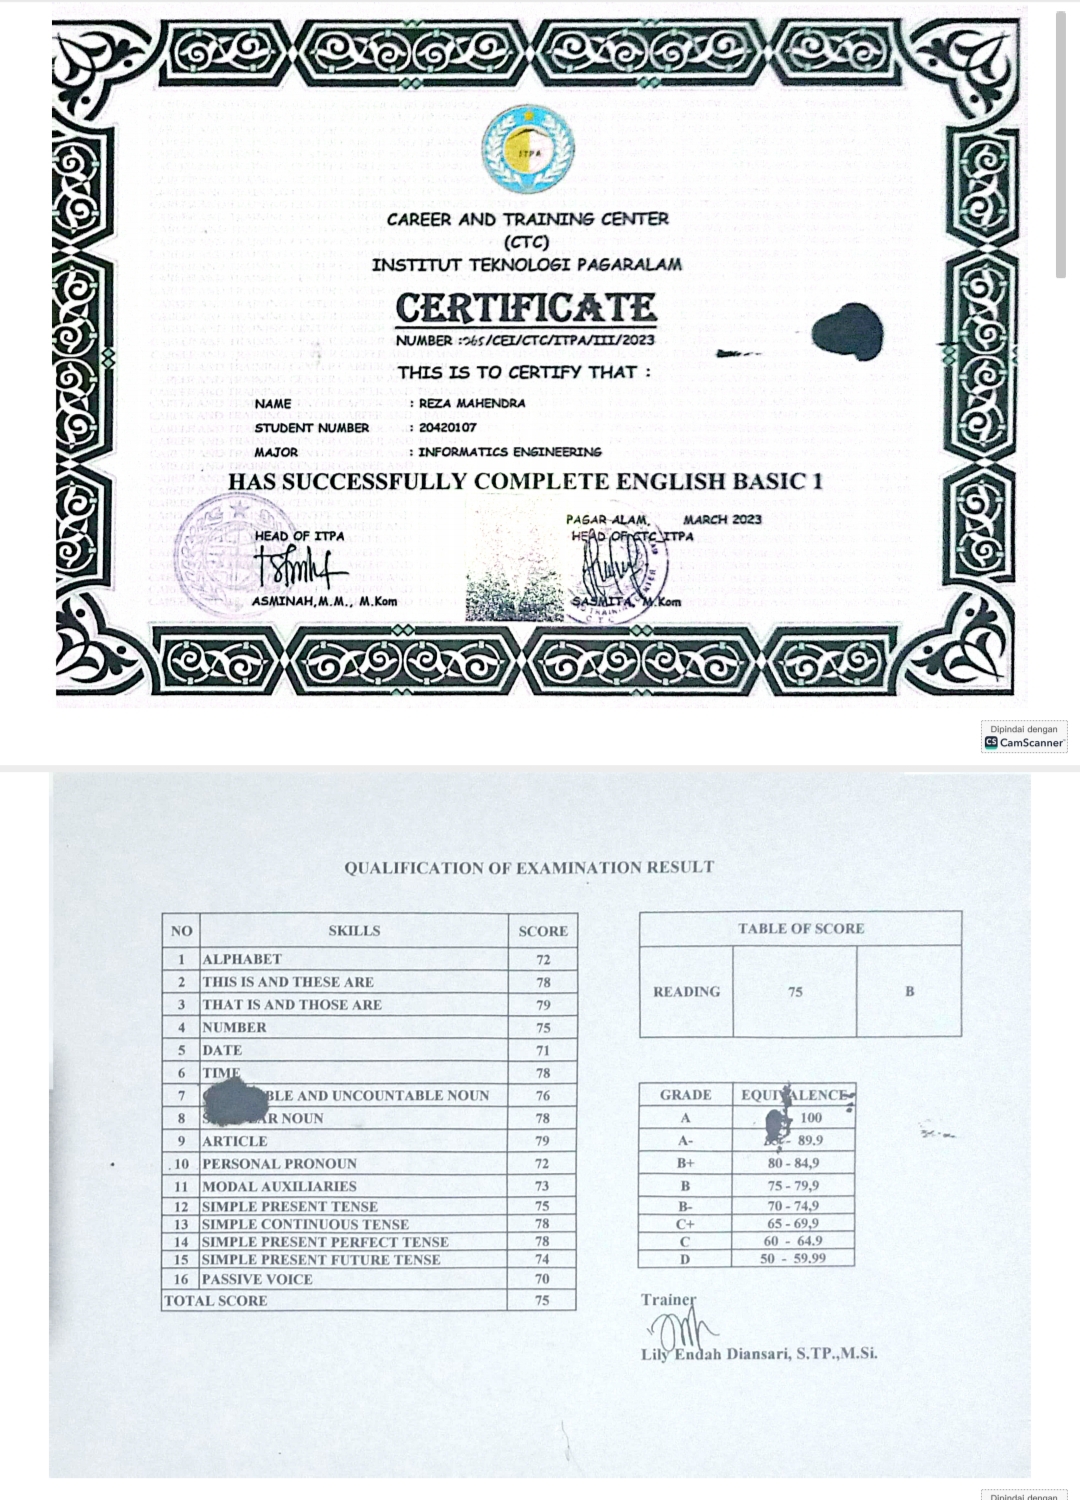 ITPA
CAREER AND TRAINING CENTER
(CTC)
INSTITUT TEKNOLOGI PAGARALAM
CERTIFICATE
NUMBER : /CEI/CTC/ITPA/III/2023
THIS IS TO CERTIFY THAT :
NAME : REZA MAHENDRA
STUDENT NUMBER : 20420107
MAJOR : INFORMATICS ENGINEERING
HAS SUCCESSFULLY COMPLETE ENGLISH BASIC 1
PAGAR ALAM, MARCH 2023
HEAD OF ITPA HEAD OF CTC ITPA
ASMINAH,M.M., M.Kom SASMITA, M.Kom
Dipindai dengan
CS CamScanner
QUALIFICATION OF EXAMINATION RESULT
NO SKILLS SCORE
1 ALPHABET 72
2 THIS IS AND THESE ARE 78
3 THAT IS AND THOSE ARE 79
4 NUMBER 75
5 DATE 71
6 TIME 78
7 BLE AND UNCOUNTABLE NOUN 76
8 AR NOUN 78
9 ARTICLE 79
10 PERSONAL PRONOUN 72
11 MODAL AUXILIARIES 73
12 SIMPLE PRESENT TENSE 75
13 SIMPLE CONTINUOUS TENSE 78
14 SIMPLE PRESENT PERFECT TENSE 78
15 SIMPLE PRESENT FUTURE TENSE 74
16 PASSIVE VOICE 70
TOTAL SCORE 75
TABLE OF SCORE
READING 75 B
GRADE EQUIVALENCE
A 100
A- - 89.9
B+ 80 - 84,9
B 75 - 79,9
B- 70 - 74,9
C+ 65 - 69,9
C 60 - 64.9
D 50 - 59.99
Trainer
Lily Endah Diansari, S.TP.,M.Si.
Dipindai dengan